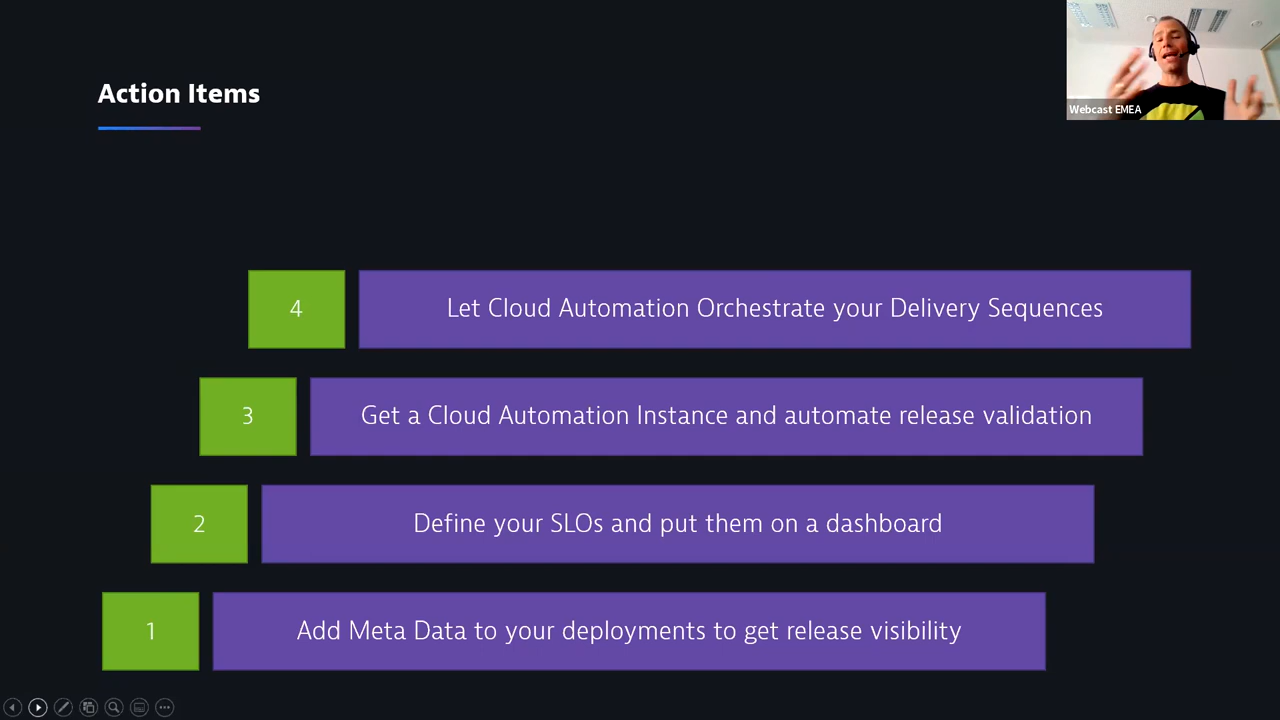 Action Items
Webcast EMEA
4
Let Cloud Automation Orchestrate your Delivery Sequences
3
Get a Cloud Automation Instance and automate release validation
2
Define your SLOs and put them on a dashboard
1
Add Meta Data to your deployments to get release visibility